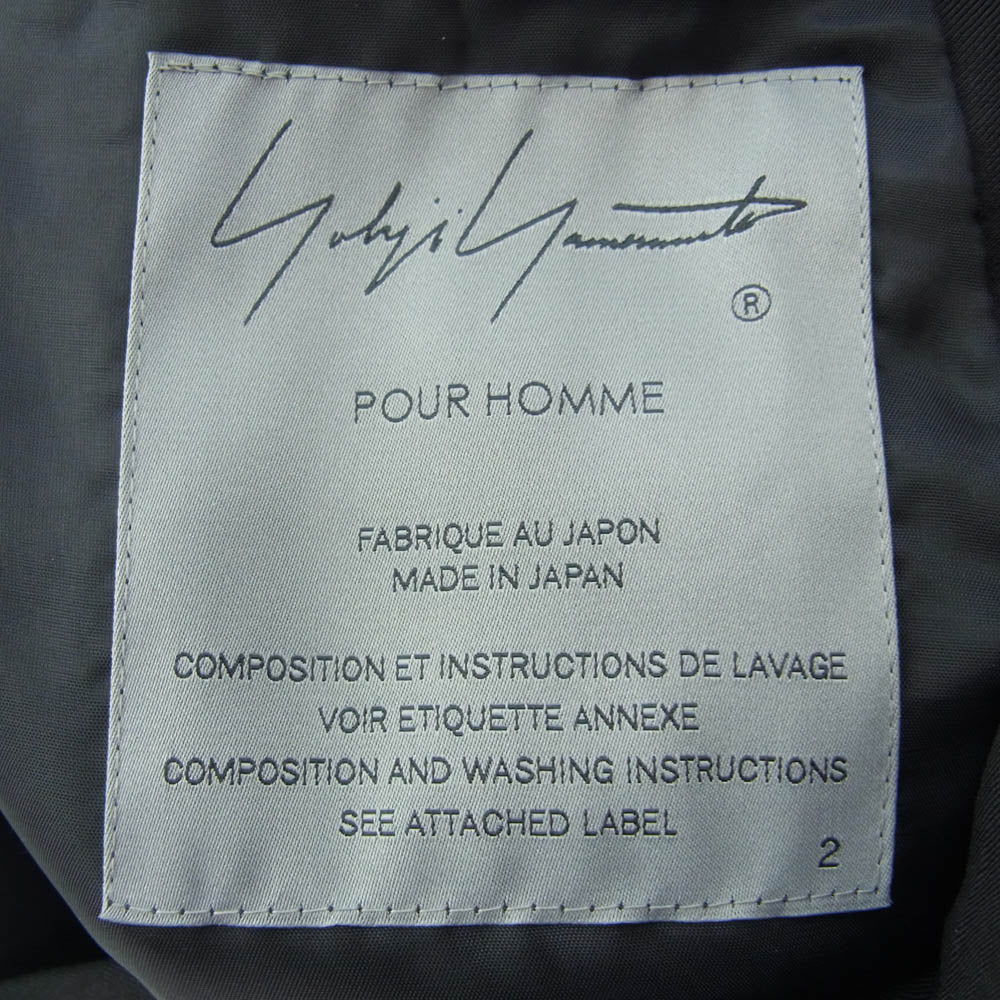 Yohji Yamamoto
®
POUR HOMME
FABRIQUE AU JAPON
MADE IN JAPAN
COMPOSITION ET INSTRUCTIONS DE LAVAGE
VOIR ETIQUETTE ANNEXE
COMPOSITION AND WASHING INSTRUCTIONS
SEE ATTACHED LABEL
2